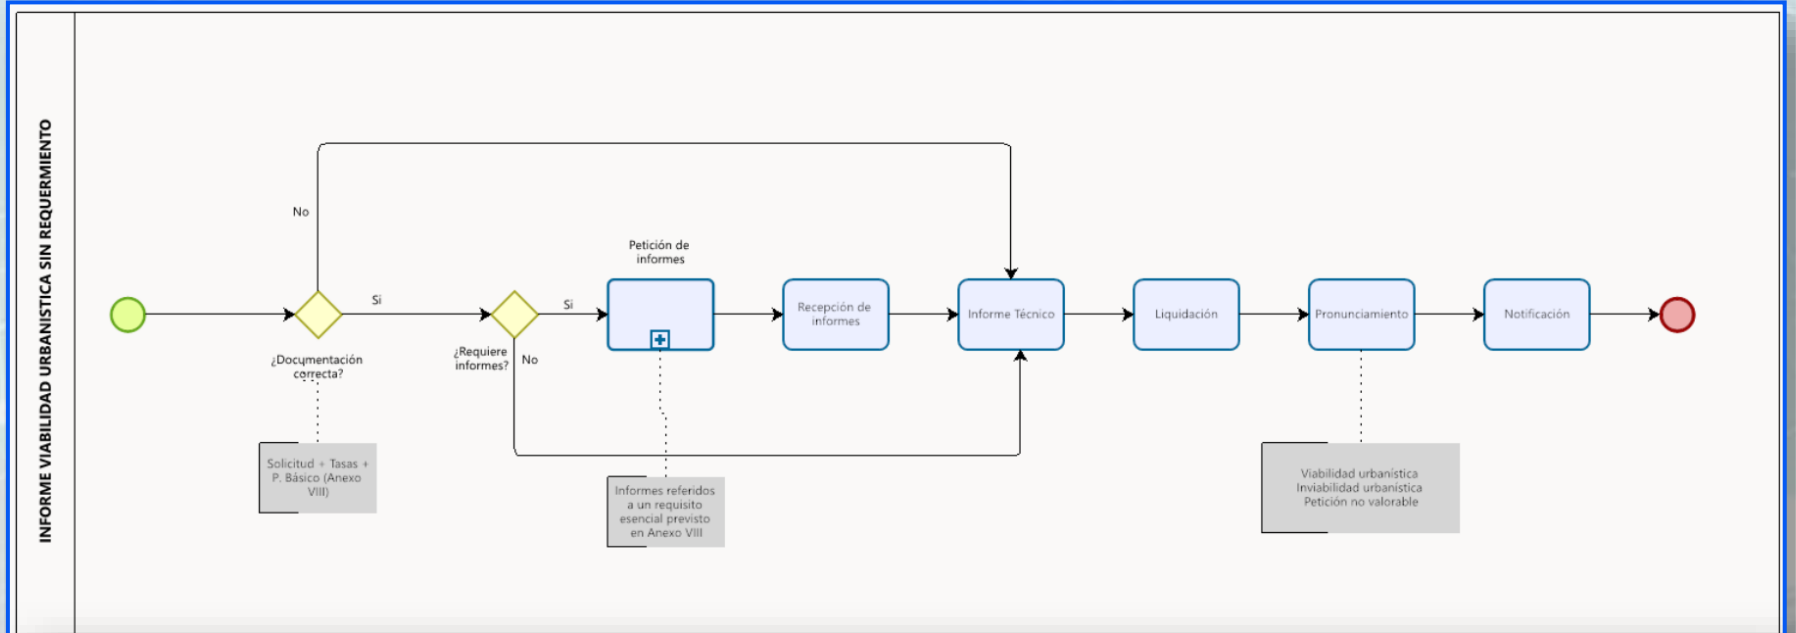 INFORME VIABILIDAD URBANISTICA SIN REQUERMIENTO
No
Si
¿Documentación
correcta?
Solicitud + Tasas +
P. Básico (Anexo
VIII)
¿Requiere
informes?
No
Si
Petición de
informes
Informes referidos
a un requisito
esencial previsto
en Anexo VIII
Recepción de
informes
Informe Técnico
Liquidación
Pronunciamiento
Viabilidad urbanística
Inviabilidad urbanística
Petición no valorable
Notificación